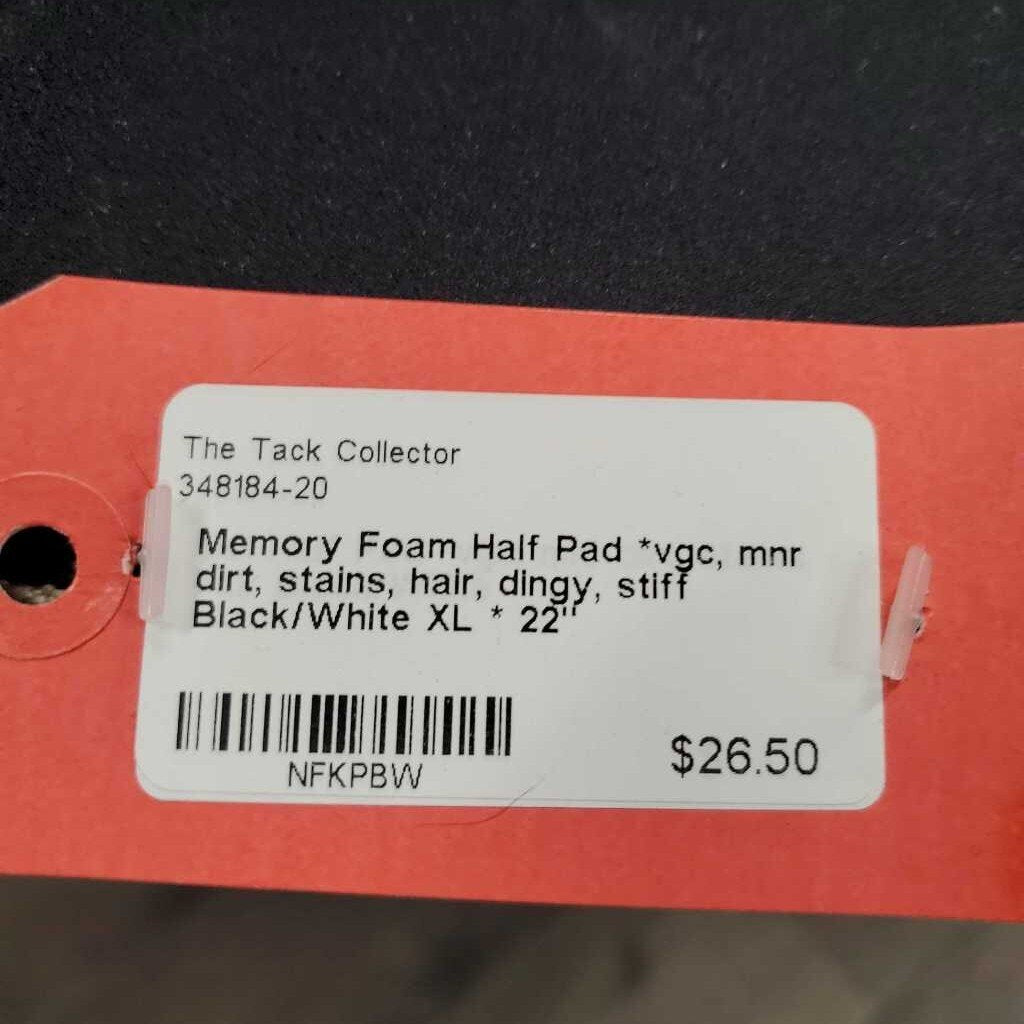 The Tack Collector
348184-20
Memory Foam Half Pad *vgc, mnr
dirt, stains, hair, dingy, stiff
Black/White XL * 22"
NFKPBW
$26.50